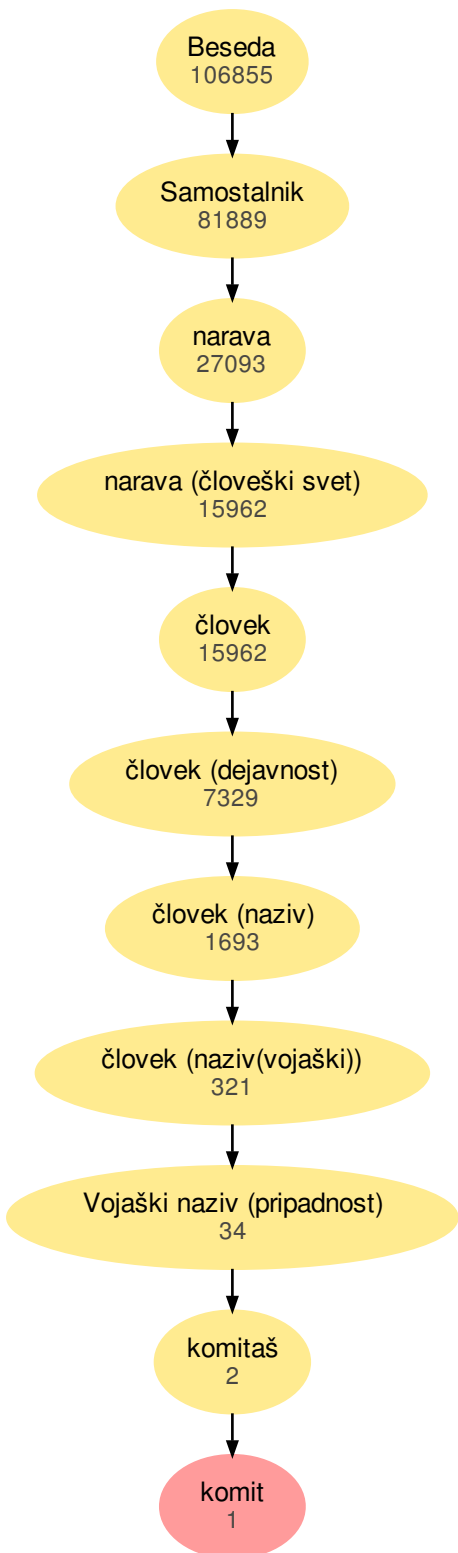 Beseda
106855
Samostalnik
81889
narava
27093
narava (človeški svet)
15962
človek
15962
človek (dejavnost)
7329
človek (naziv)
1693
človek (naziv(vojaški))
321
Vojaški naziv (pripadnost)
34
komitaš
2
komit
1